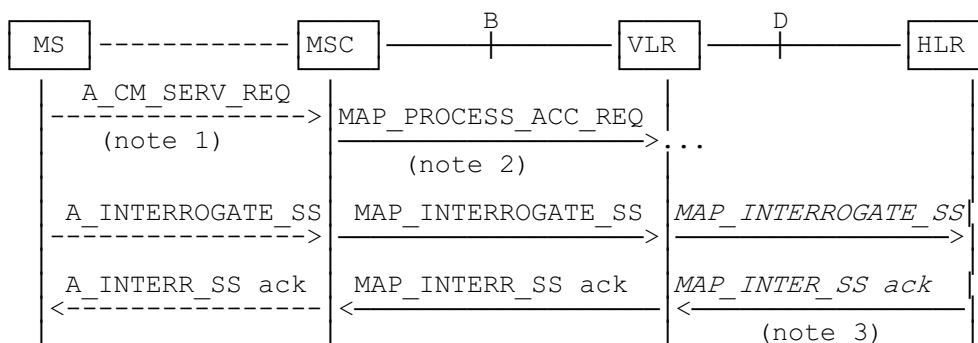 B D
MS MSC VLR HLR
A_CM_SERV_REQ
MAP_PROCESS_ACC_REQ
(note 1) ...
(note 2)
A_INTERROGATE_SS MAP_INTERROGATE_SS MAP_INTERROGATE_SS
A_INTERR_SS ack MAP_INTERR_SS ack MAP_INTER_SS ack
(note 3)